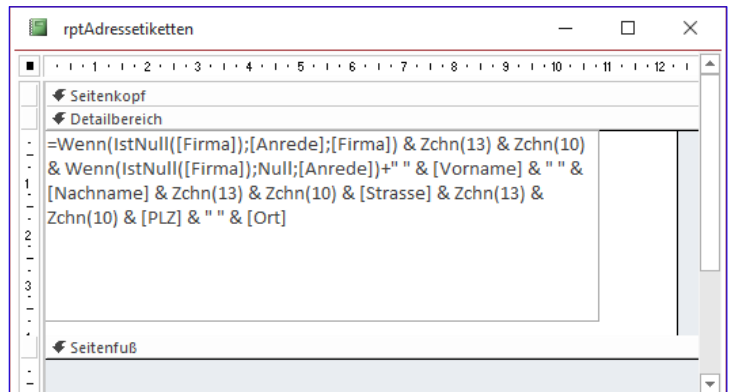 rptAdressetiketten
1 2 3 4 5 6 7 8 9 10 11 12
Seitenkopf
Detailbereich
=Wenn(IstNull([Firma]);[Anrede];[Firma]) & Zchn(13) & Zchn(10)
& Wenn(IstNull([Firma]);Null;[Anrede])+" " & [Vorname] & " " &
[Nachname] & Zchn(13) & Zchn(10) & [Strasse] & Zchn(13) &
Zchn(10) & [PLZ] & " " & [Ort]
1
2
3
Seitenfuß